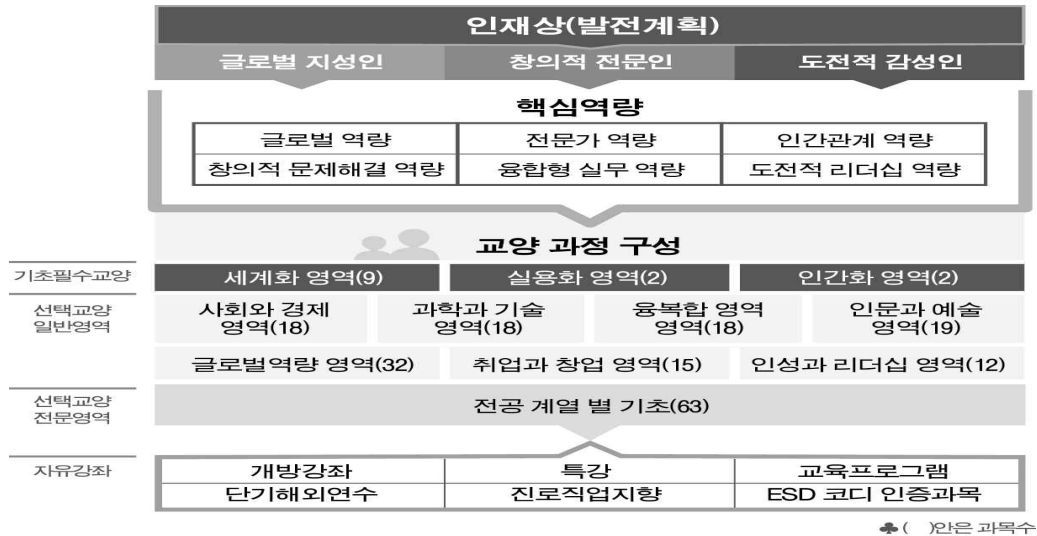 인재상(발전계획)
글로벌 지성인 창의적 전문인 도전적 감성인
핵심역량
글로벌 역량 전문가 역량 인간관계 역량
창의적 문제해결 역량 융합형 실무 역량 도전적 리더십 역량
교양 과정 구성
기초필수교양 세계화 영역(9) 실용화 영역(2) 인간화 영역(2)
선택교양
일반영역
사회와 경제
영역(18)
과학과 기술
영역(18)
융복합 영역
영역(18)
인문과 예술
영역(19)
글로벌역량 영역(32) 취업과 창업 영역(15) 인성과 리더십 영역(12)
선택교양
전문영역
전공 계열 별 기초(63)
자유강좌 개방강좌 특강 교육프로그램
단기해외연수 진로직업지향 ESD 코디 인증과목
♣ ( )안은 과목수